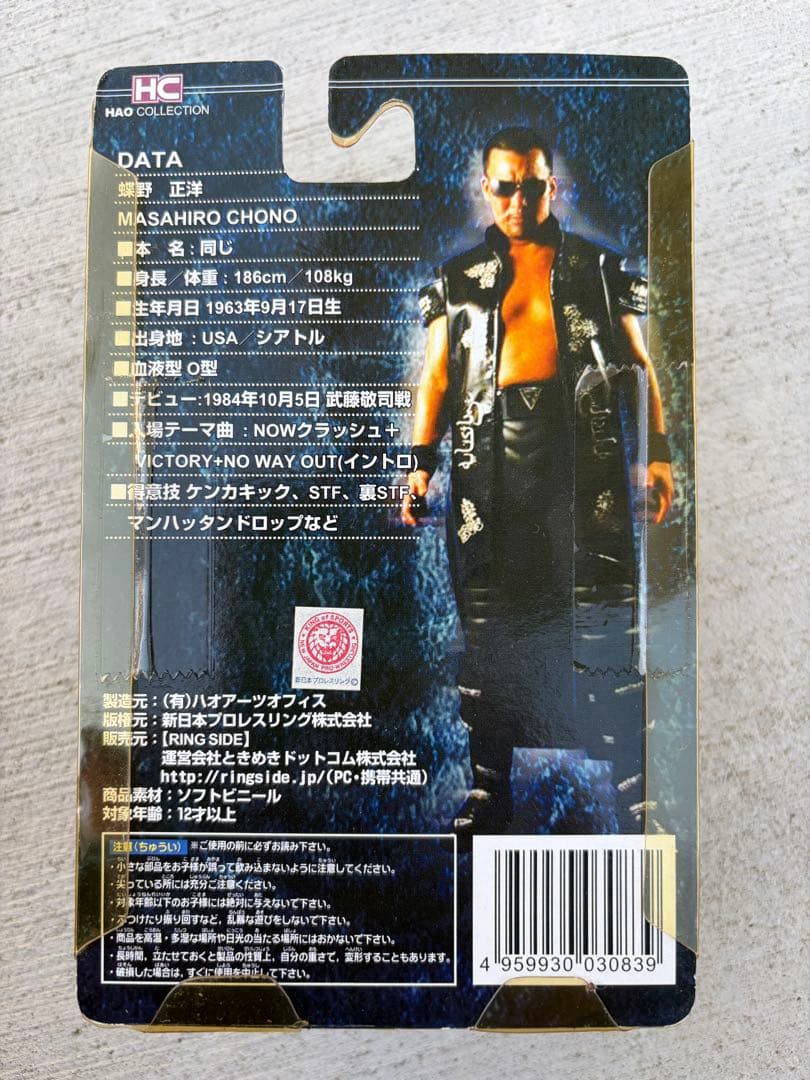 HC
HAO COLLECTION
DATA
蝶野 正洋
MASAHIRO CHONO
■本 名:同じ
■身長/体重:186cm/108kg
■生年月日 1963年9月17日生
■出身地 :USA/シアトル
■血液型 O型
■デビュー:1984年10月5日 武藤敬司戦
■入場テーマ曲 :NOWクラッシュ+
VICTORY+NO WAY OUT(イントロ)
■得意技 ケンカキック、STF、裏STF、
マンハッタンドロップなど
KING of SPORTS
NEW JAPAN PRO-WRESTLING
新日本プロレスリング©
製造元:(有)ハオアーツオフィス
版権元:新日本プロレスリング株式会社
販売元:【RING SIDE】
運営会社ときめきドットコム株式会社
http://ringside.jp/(PC・携帯共通)
商品素材:ソフトビニール
対象年齢:12才以上
注意(ちゅうい) ※ご使用の前に必ずお読み下さい。
・小さな部品をお子様が誤って飲み込まないように注意してください。
・尖っている所には充分ご注意ください。
・対象年齢以下のお子様には絶対に与えないで下さい。
・ぶつけたり振り回すなど、乱暴な遊びをしないで下さい。
・商品を高温・多湿な場所や日光の当たる場所にはおかないで下さい。
・長時間、立たせておくと製品の性質上、自分の重さで、変形することもあります。
・破損した場合は、すぐに使用を中止して下さい。
4 959930 030839